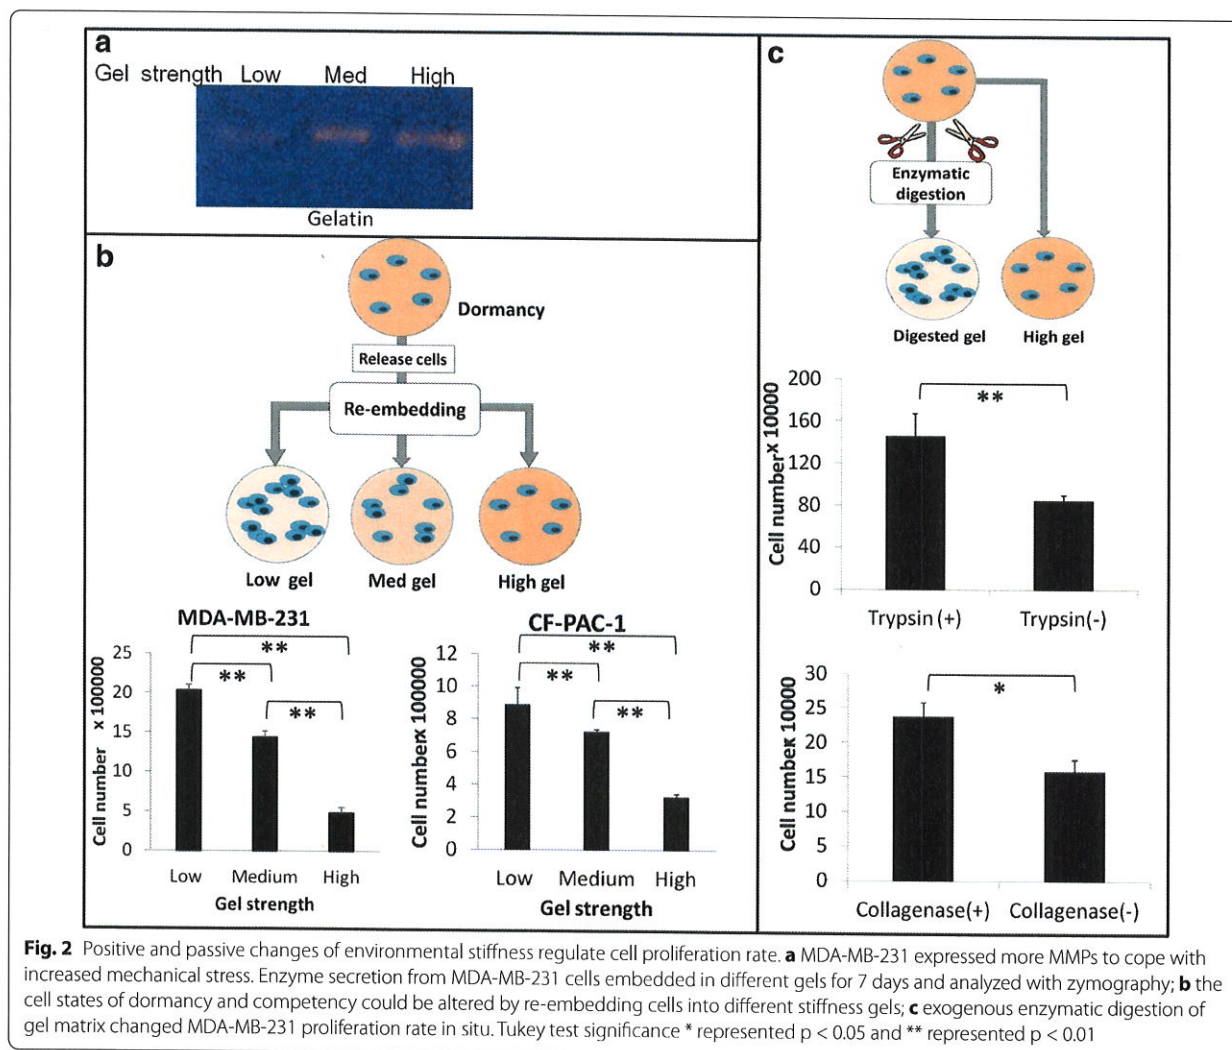 a
Gel strength Low Med High
Gelatin
b
Dormancy
Release cells
Re-embedding
Low gel Med gel High gel
MDA-MB-231
**
**
**
25
20
15
10
5
0
Cell number x 100000
Low Medium High
Gel strength
CF-PAC-1
**
**
**
12
10
8
6
4
2
0
Cell number x 100000
Low Medium High
Gel strength
c
Enzymatic
digestion
Digested gel High gel
200
160
120
80
40
0
Cell number x 10000
**
Trypsin (+) Trypsin(-)
30
25
20
15
10
5
0
Cell number x 10000
*
Collagenase(+) Collagenase(-)
Fig. 2 Positive and passive changes of environmental stiffness regulate cell proliferation rate. a MDA-MB-231 expressed more MMPs to cope with
increased mechanical stress. Enzyme secretion from MDA-MB-231 cells embedded in different gels for 7 days and analyzed with zymography; b the
cell states of dormancy and competency could be altered by re-embedding cells into different stiffness gels; c exogenous enzymatic digestion of
gel matrix changed MDA-MB-231 proliferation rate in situ. Tukey test significance * represented p < 0.05 and ** represented p < 0.01